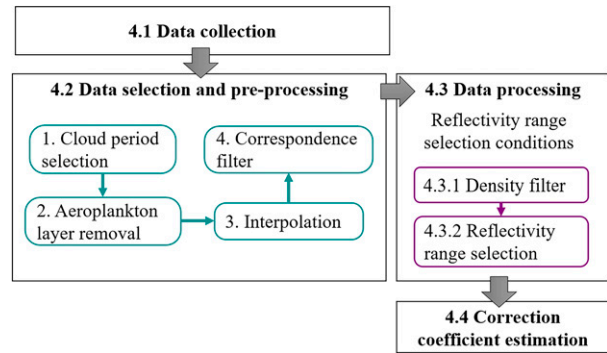 4.1 Data collection
4.2 Data selection and pre-processing
1. Cloud period
selection
2. Aeroplankton
layer removal
3. Interpolation
4. Correspondence
filter
4.3 Data processing
Reflectivity range
selection conditions
4.3.1 Density filter
4.3.2 Reflectivity
range selection
4.4 Correction
coefficient estimation